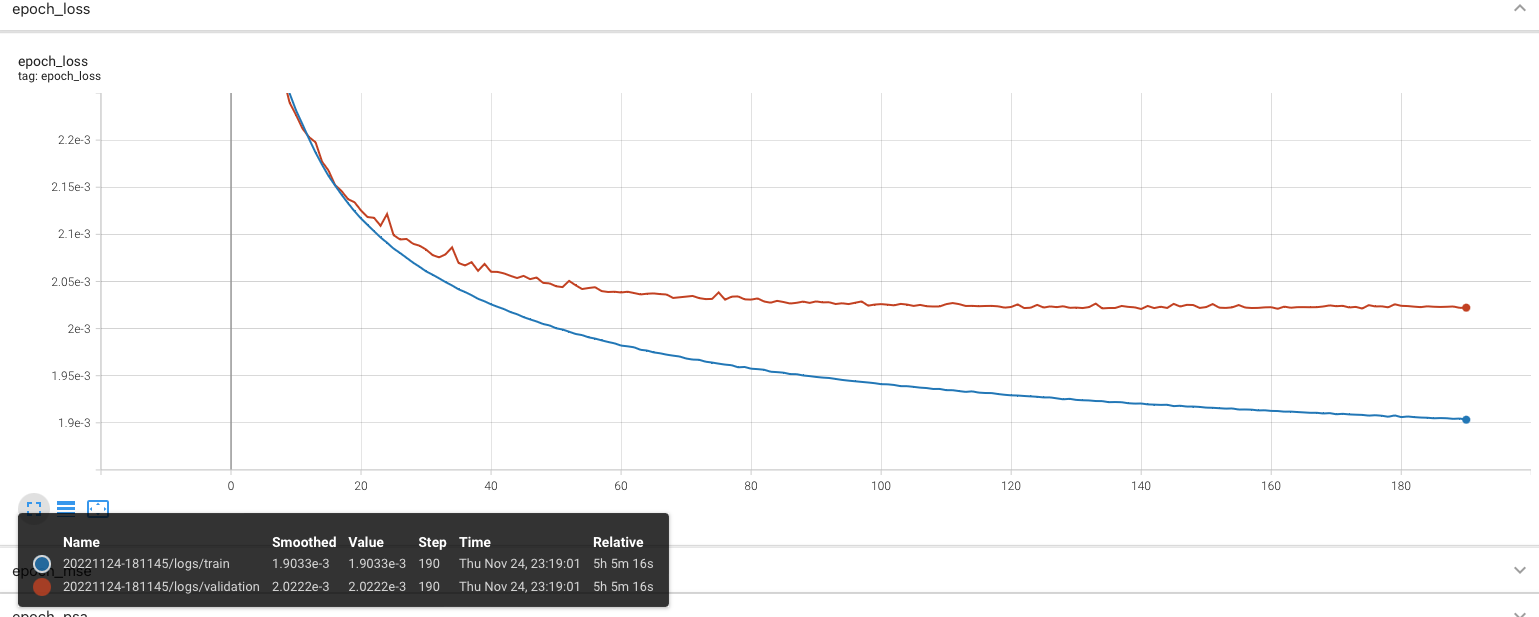 epoch_loss
epoch_loss
tag: epoch_loss
2.2e-3
2.15e-3
2.1e-3
2.05e-3
2e-3
1.95e-3
1.9e-3
0 20 40 60 80 100 120 140 160 180
Name Smoothed Value Step Time Relative
20221124-181145/logs/train 1.9033e-3 1.9033e-3 190 Thu Nov 24, 23:19:01 5h 5m 16s
epoch_mse
20221124-181145/logs/validation 2.0222e-3 2.0222e-3 190 Thu Nov 24, 23:19:01 5h 5m 16s